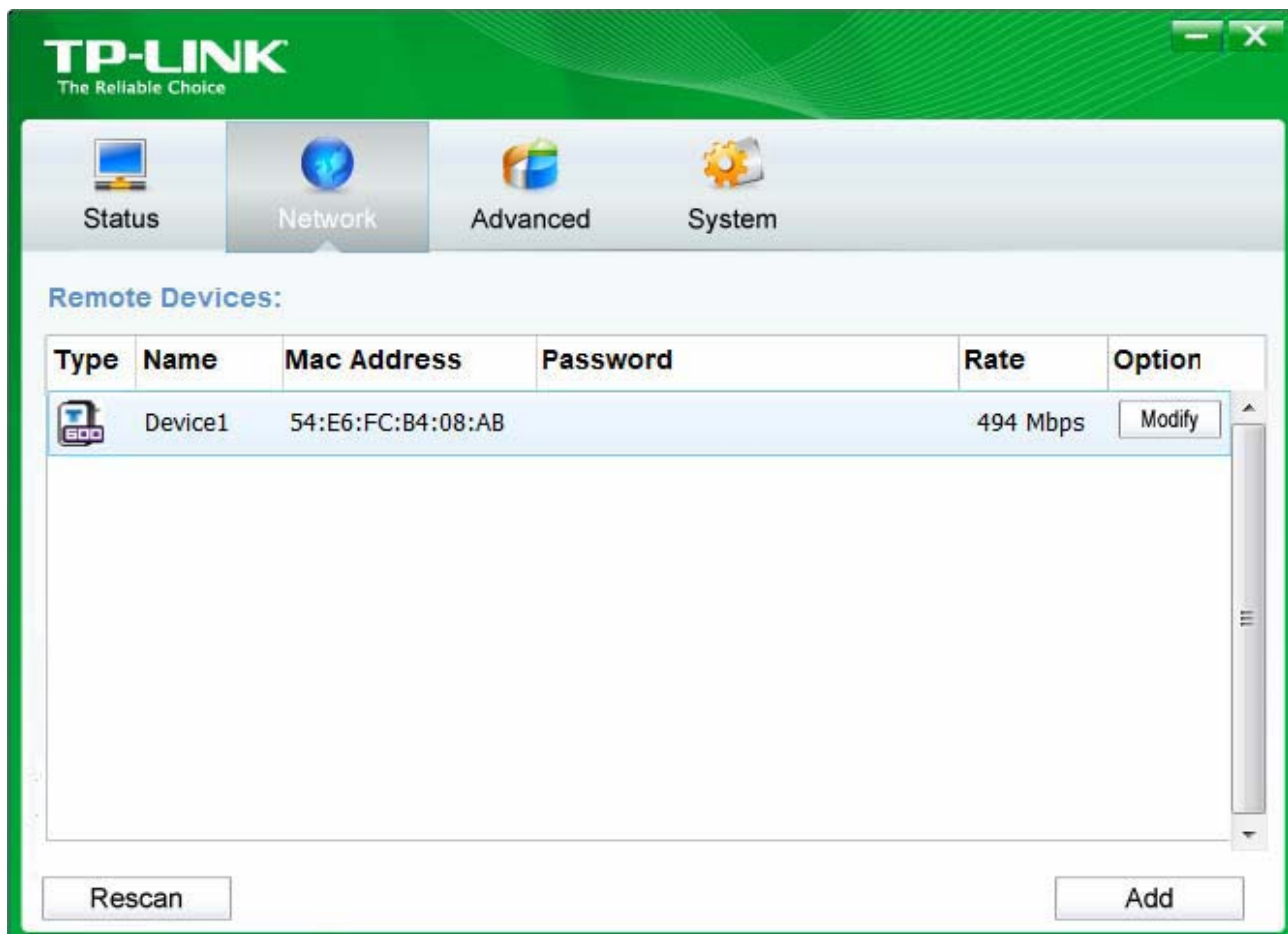 TP-LINK
The Reliable Choice
Status Network Advanced System
Remote Devices:
Type Name Mac Address Password Rate Option
T 600 Device1 54:E6:FC:B4:08:AB 494 Mbps Modify
Rescan Add